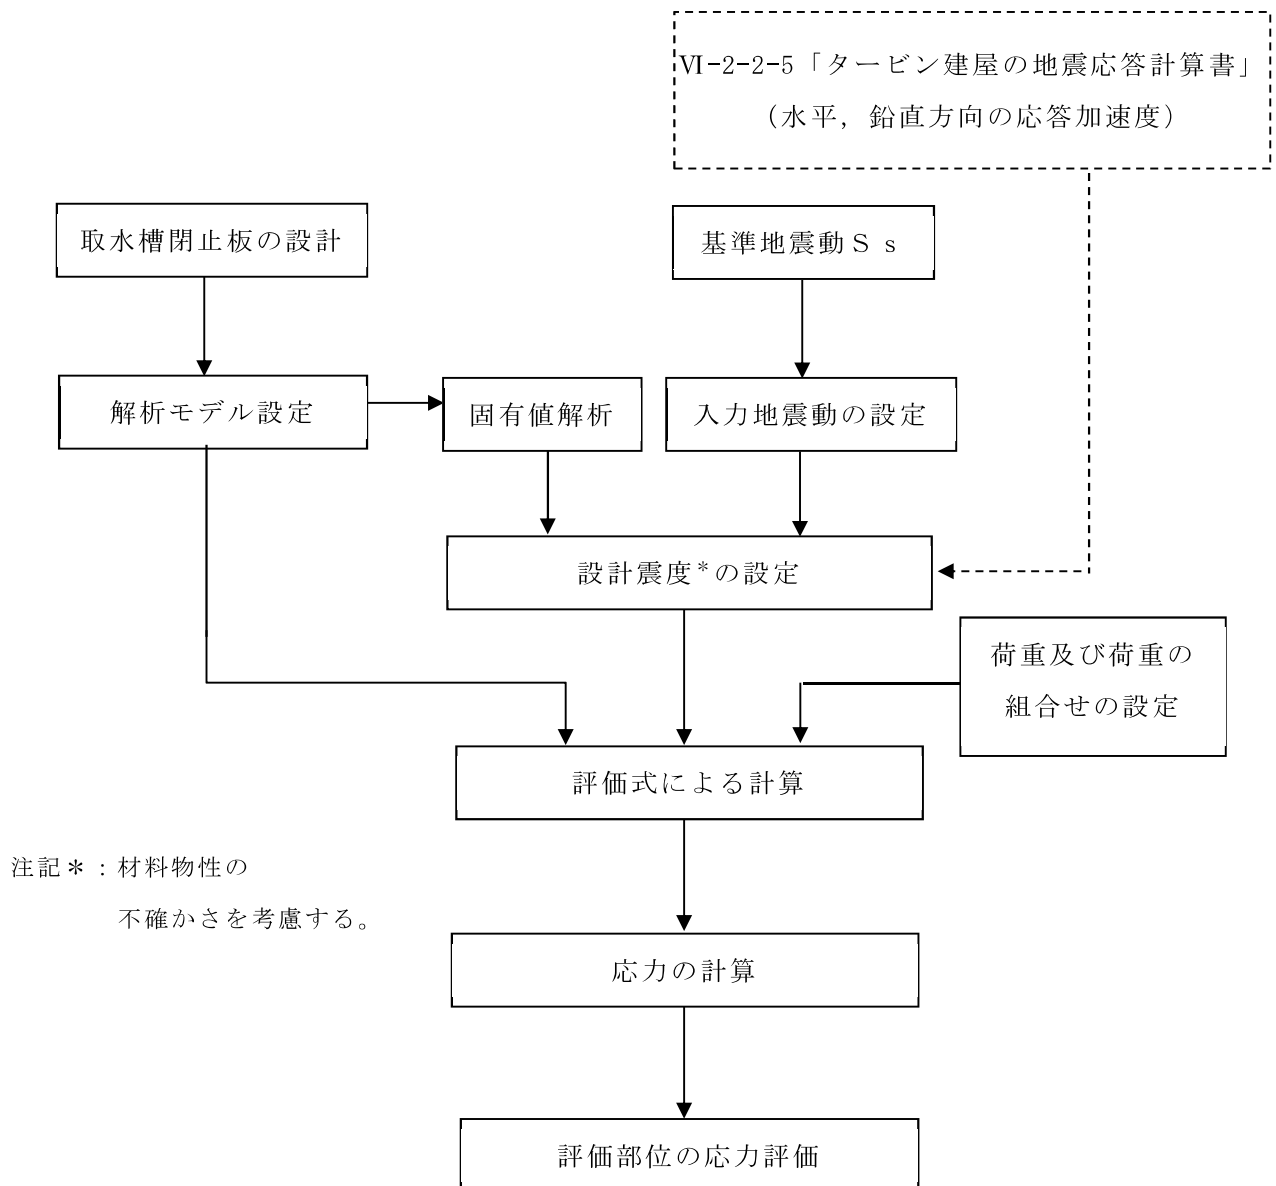 Ⅵ-2-2-5「タービン建屋の地震応答計算書」
（水平，鉛直方向の応答加速度）
取水槽閉止板の設計
基準地震動Ｓｓ
解析モデル設定
固有値解析
入力地震動の設定
設計震度*の設定
荷重及び荷重の
組合せの設定
評価式による計算
注記＊：材料物性の
不確かさを考慮する。
応力の計算
評価部位の応力評価